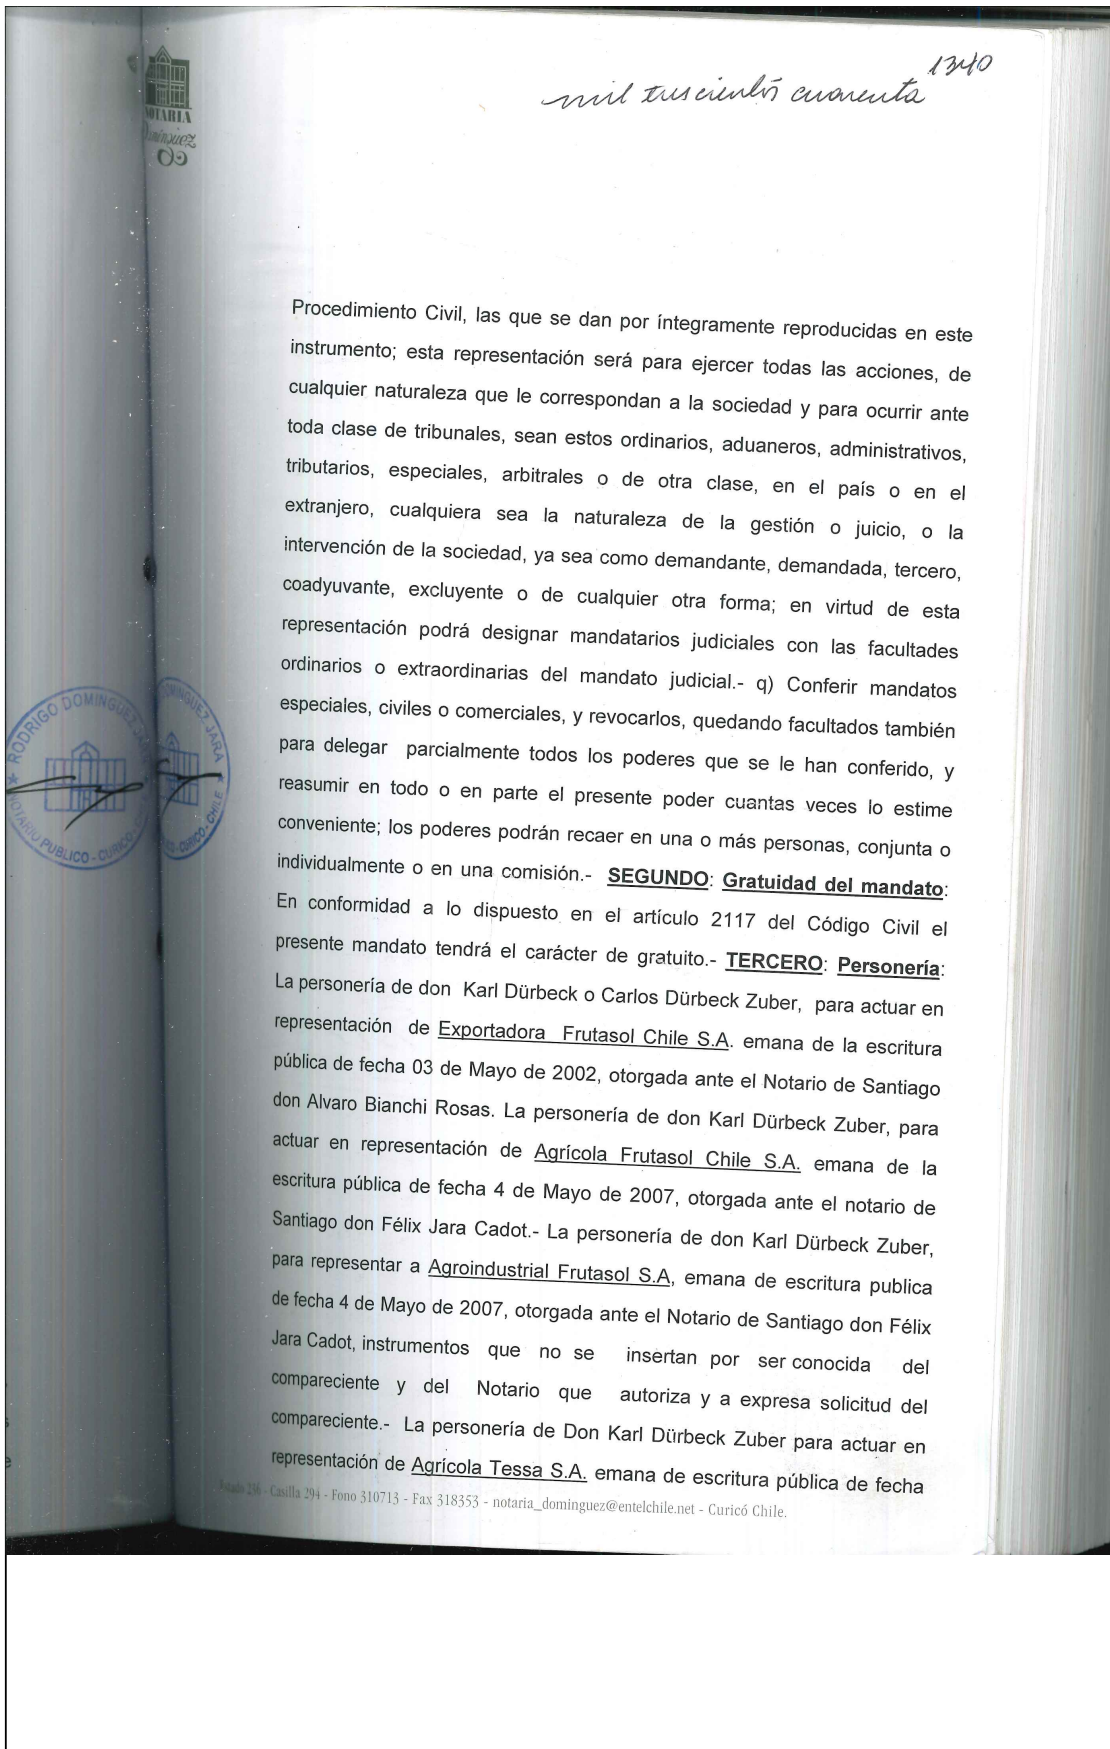 1340
mil trescientos cuarenta
NOTARIA
Domínguez
Procedimiento Civil, las que se dan por íntegramente reproducidas en este
instrumento; esta representación será para ejercer todas las acciones, de
cualquier naturaleza que le correspondan a la sociedad y para ocurrir ante
toda clase de tribunales, sean estos ordinarios, aduaneros, administrativos,
tributarios, especiales, arbitrales o de otra clase, en el país o en el
extranjero, cualquiera sea la naturaleza de la gestión o juicio, o la
intervención de la sociedad, ya sea como demandante, demandada, tercero,
coadyuvante, excluyente o de cualquier otra forma; en virtud de esta
representación podrá designar mandatarios judiciales con las facultades
ordinarios o extraordinarias del mandato judicial.- q) Conferir mandatos
especiales, civiles o comerciales, y revocarlos, quedando facultados también
para delegar parcialmente todos los poderes que se le han conferido, y
reasumir en todo o en parte el presente poder cuantas veces lo estime
conveniente; los poderes podrán recaer en una o más personas, conjunta o
individualmente o en una comisión.- SEGUNDO: Gratuidad del mandato:
En conformidad a lo dispuesto en el artículo 2117 del Código Civil el
presente mandato tendrá el carácter de gratuito.- TERCERO: Personería:
La personería de don Karl Dürbeck o Carlos Dürbeck Zuber, para actuar en
representación de Exportadora Frutasol Chile S.A. emana de la escritura
pública de fecha 03 de Mayo de 2002, otorgada ante el Notario de Santiago
don Alvaro Bianchi Rosas. La personería de don Karl Dürbeck Zuber, para
actuar en representación de Agrícola Frutasol Chile S.A. emana de la
escritura pública de fecha 4 de Mayo de 2007, otorgada ante el notario de
Santiago don Félix Jara Cadot.- La personería de don Karl Dürbeck Zuber,
para representar a Agroindustrial Frutasol S.A, emana de escritura publica
de fecha 4 de Mayo de 2007, otorgada ante el Notario de Santiago don Félix
Jara Cadot, instrumentos que no se insertan por ser conocida del
compareciente y del Notario que autoriza y a expresa solicitud del
compareciente.- La personería de Don Karl Dürbeck Zuber para actuar en
representación de Agrícola Tessa S.A. emana de escritura pública de fecha
236 - Casilla 294 - Fono 310713 - Fax 318353 - notaria_dominguez@entelchile.net - Curicó Chile.
★ RODRIGO DOMINGUEZ JARA
NOTARIO PUBLICO - CURICO
DOMINGUEZ JARA ★
CURICO - CHILE